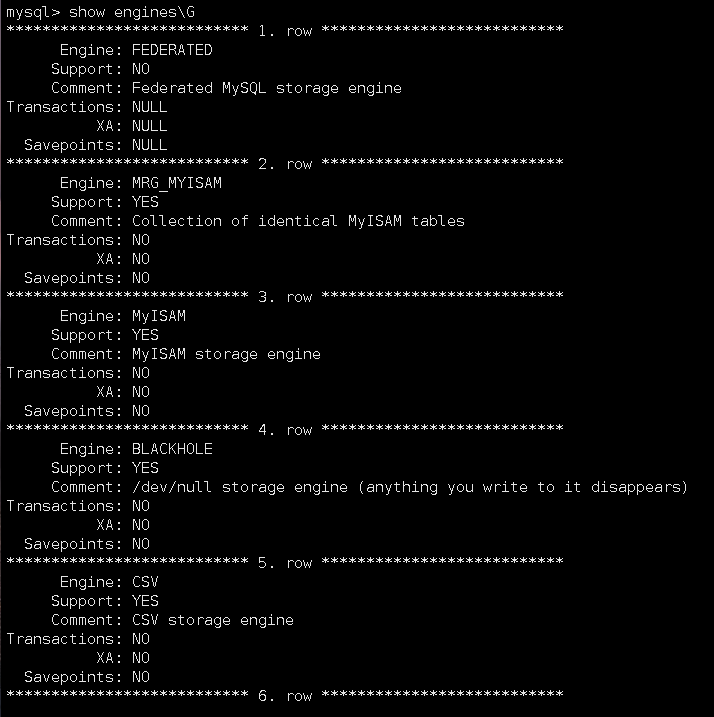 mysql> show engines\G
*************************** 1. row ***************************
      Engine: FEDERATED
     Support: NO
     Comment: Federated MySQL storage engine
Transactions: NULL
          XA: NULL
  Savepoints: NULL
*************************** 2. row ***************************
      Engine: MRG_MYISAM
     Support: YES
     Comment: Collection of identical MyISAM tables
Transactions: NO
          XA: NO
  Savepoints: NO
*************************** 3. row ***************************
      Engine: MyISAM
     Support: YES
     Comment: MyISAM storage engine
Transactions: NO
          XA: NO
  Savepoints: NO
*************************** 4. row ***************************
      Engine: BLACKHOLE
     Support: YES
     Comment: /dev/null storage engine (anything you write to it disappears)
Transactions: NO
          XA: NO
  Savepoints: NO
*************************** 5. row ***************************
      Engine: CSV
     Support: YES
     Comment: CSV storage engine
Transactions: NO
          XA: NO
  Savepoints: NO
*************************** 6. row ***************************